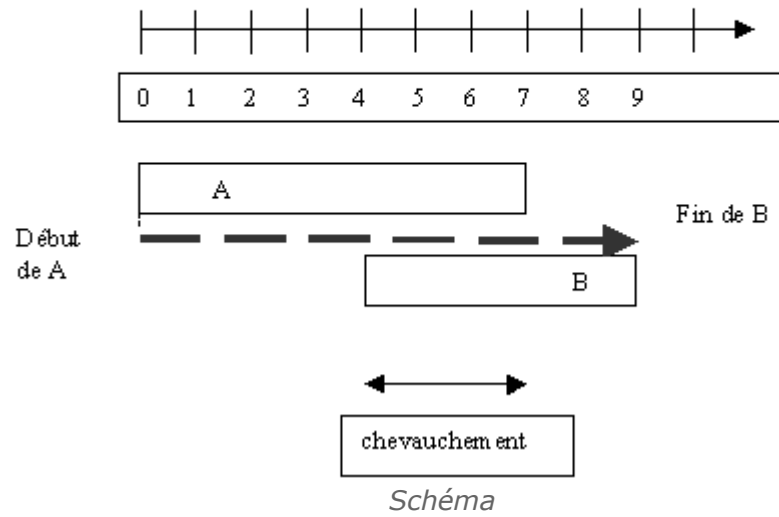 0 1 2 3 4 5 6 7 8 9
A
Début
de A
Fin de B
B
chevauchement
Schéma